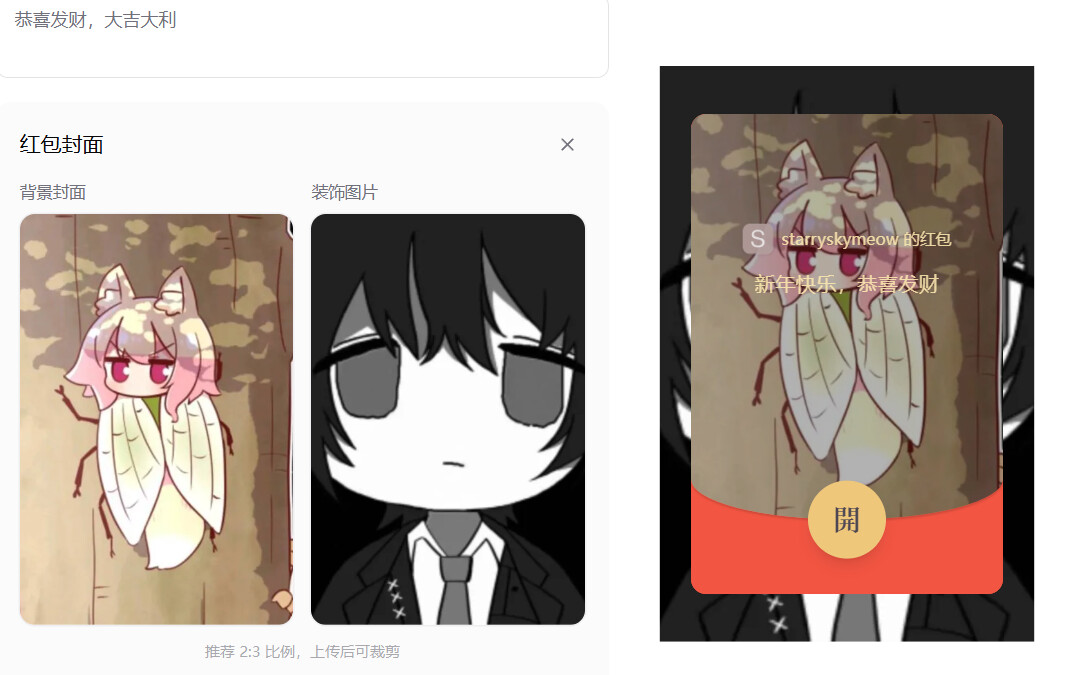 恭喜发财，大吉大利
红包封面
背景封面
装饰图片
推荐 2:3 比例，上传后可裁剪
S starryskymeow 的红包
新年快乐，恭喜发财
開